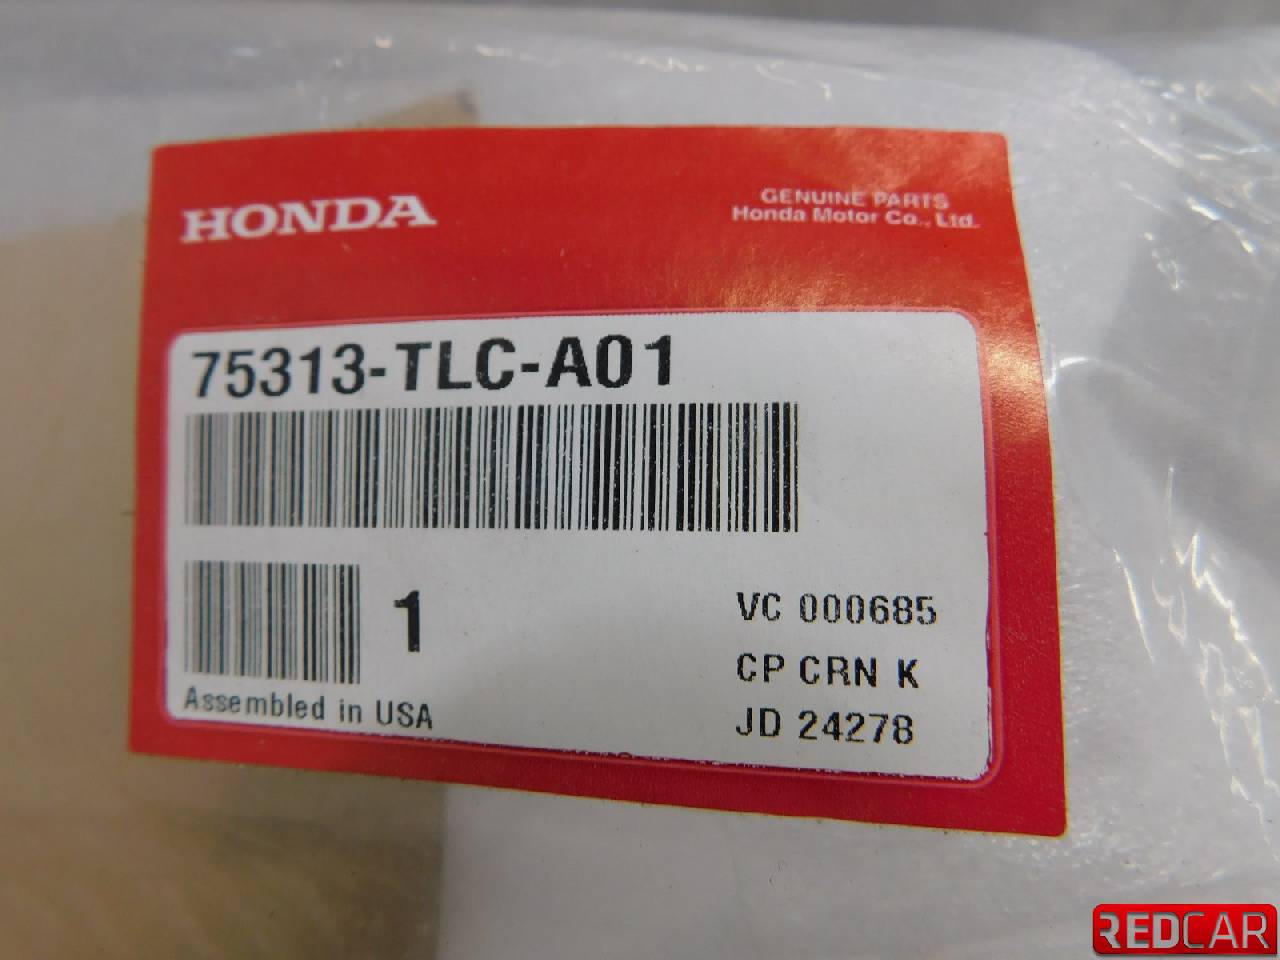 HONDA
GENUINE PARTS
Honda Motor Co., Ltd.
75313-TLC-A01
1
VC 000685
CP CRN K
Assembled in USA
JD 24278
REDCAR